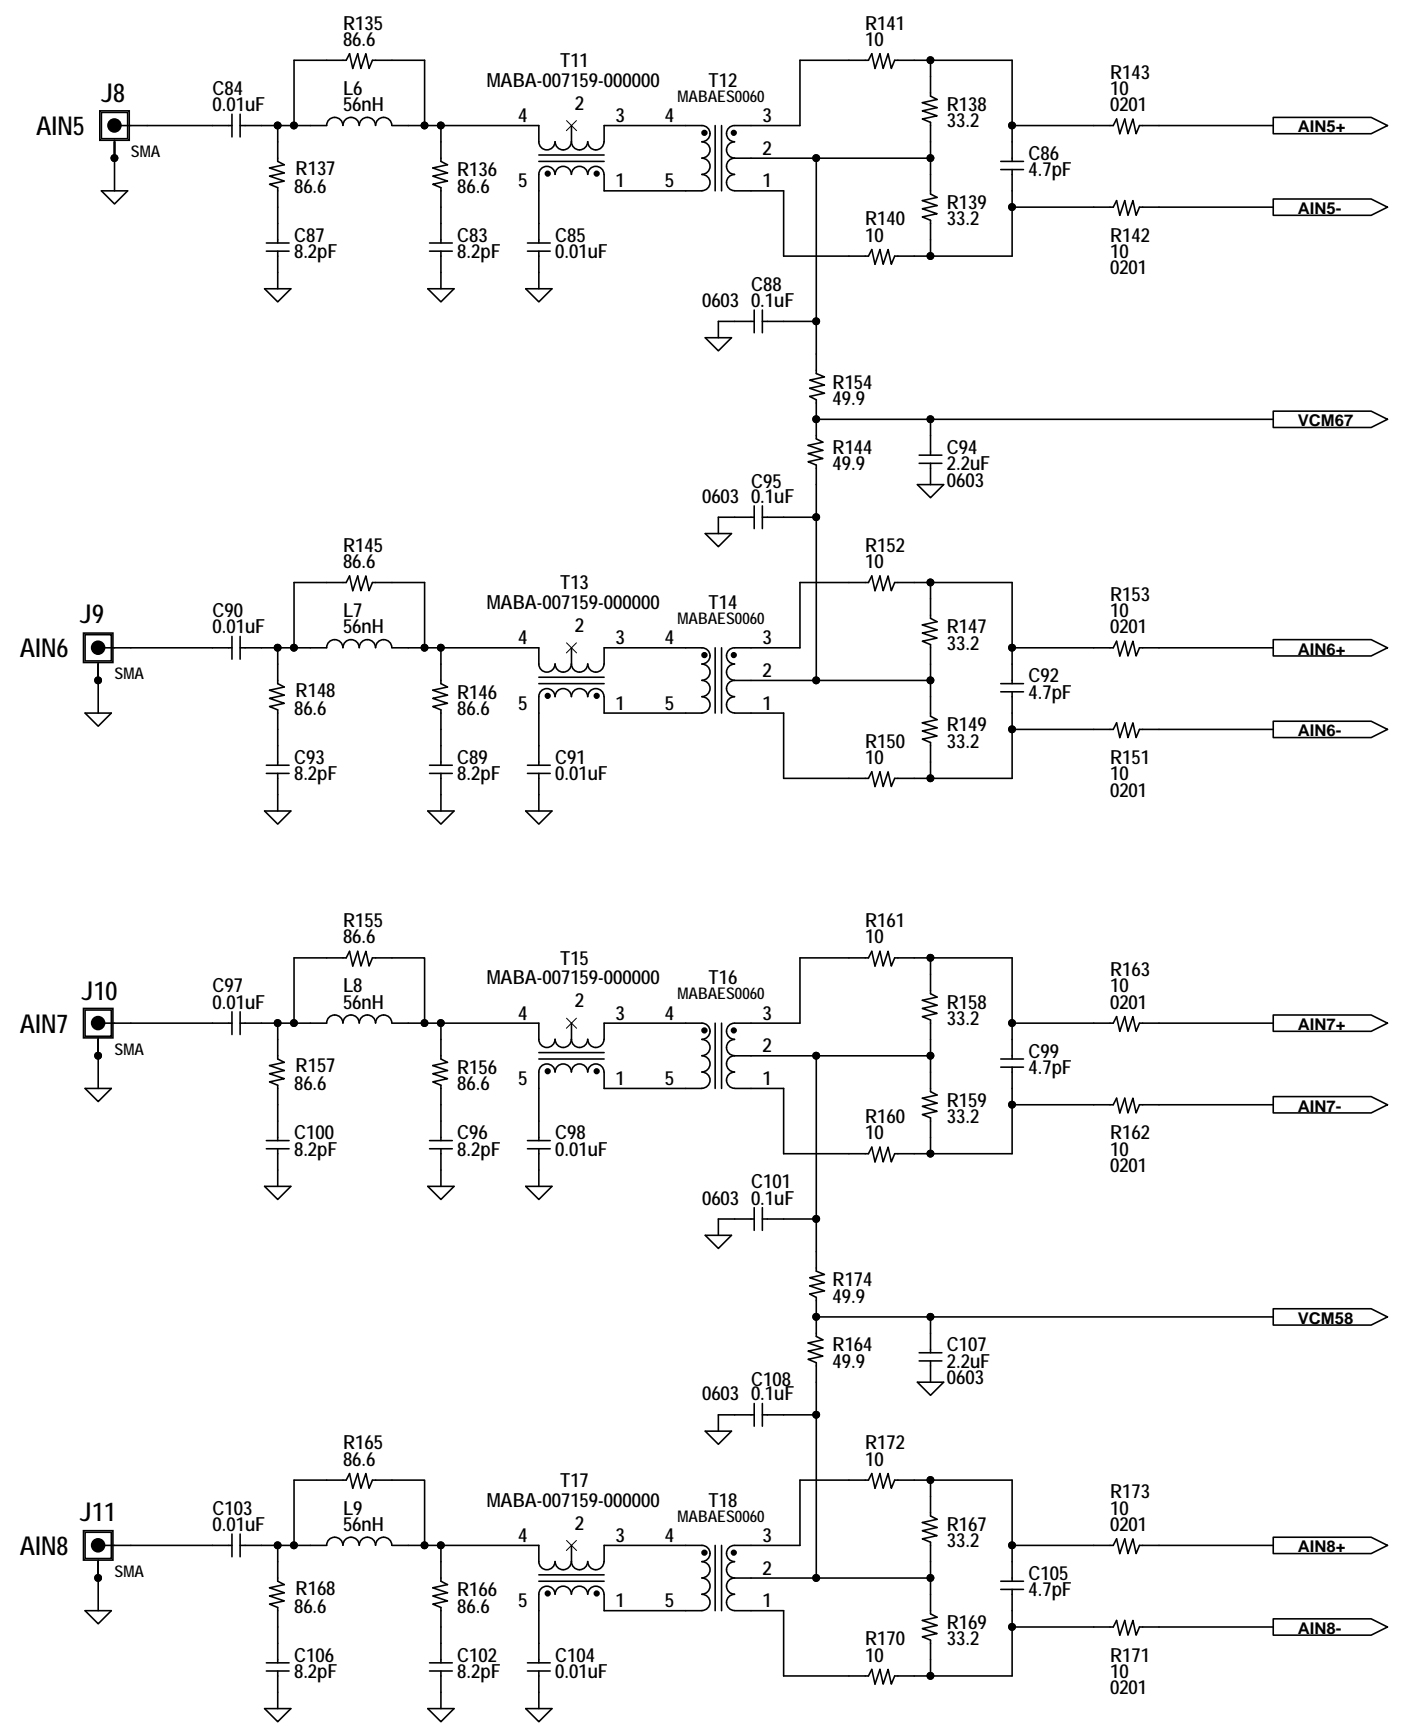 R135
86.6
T11
MABA-007159-000000
T12
MABAES0060
R141
10
C84
0.01uF
L6
56nH
J8
AIN5
SMA
4
2
3
4
3
R138
33.2
R143
10
0201
AIN5+
R137
86.6
R136
86.6
5
1
5
2
1
C86
4.7pF
AIN5-
R139
33.2
R140
10
R142
10
0201
C87
8.2pF
C83
8.2pF
C85
0.01uF
0603
C88
0.1uF
R154
49.9
VCM67
R144
49.9
C94
2.2uF
0603
0603
C95
0.1uF
R145
86.6
T13
MABA-007159-000000
T14
MABAES0060
R152
10
C90
0.01uF
L7
56nH
J9
AIN6
SMA
4
2
3
4
3
R147
33.2
R153
10
0201
AIN6+
R148
86.6
R146
86.6
5
1
5
2
1
C92
4.7pF
AIN6-
R149
33.2
R150
10
R151
10
0201
C93
8.2pF
C89
8.2pF
C91
0.01uF
R155
86.6
T15
MABA-007159-000000
T16
MABAES0060
R161
10
C97
0.01uF
L8
56nH
J10
AIN7
SMA
4
2
3
4
3
R158
33.2
R163
10
0201
AIN7+
R157
86.6
R156
86.6
5
1
5
2
1
C99
4.7pF
AIN7-
R159
33.2
R160
10
R162
10
0201
C100
8.2pF
C96
8.2pF
C98
0.01uF
0603
C101
0.1uF
R174
49.9
VCM58
R164
49.9
C107
2.2uF
0603
0603
C108
0.1uF
R165
86.6
T17
MABA-007159-000000
T18
MABAES0060
R172
10
C103
0.01uF
L9
56nH
J11
AIN8
SMA
4
2
3
4
3
R167
33.2
R173
10
0201
AIN8+
R168
86.6
R166
86.6
5
1
5
2
1
C105
4.7pF
AIN8-
R169
33.2
R170
10
R171
10
0201
C106
8.2pF
C102
8.2pF
C104
0.01uF